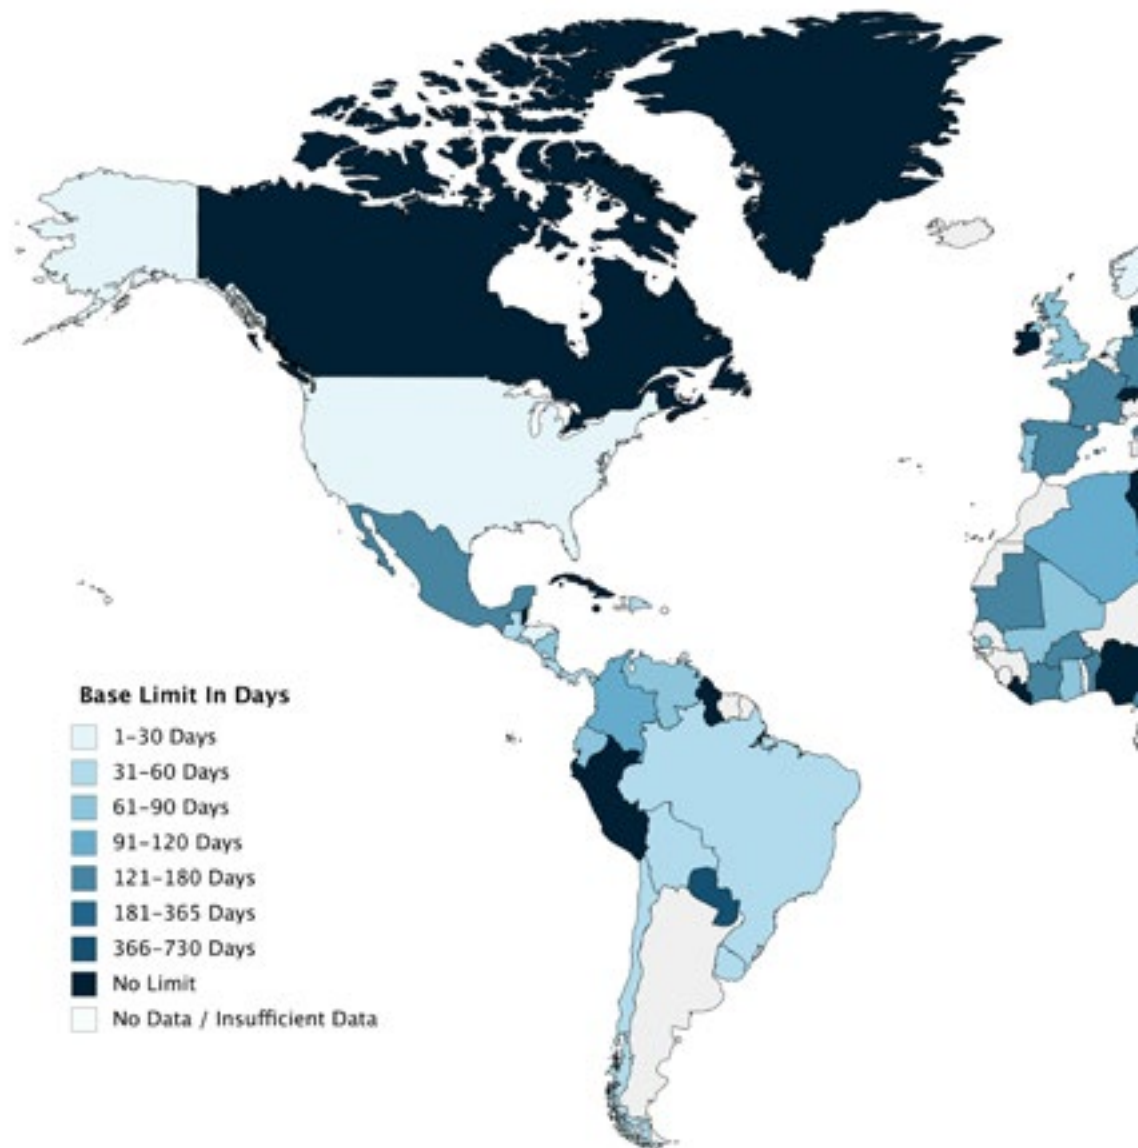 Base Limit In Days
1-30 Days
31-60 Days
61-90 Days
91-120 Days
121-180 Days
181-365 Days
366-730 Days
No Limit
No Data / Insufficient Data